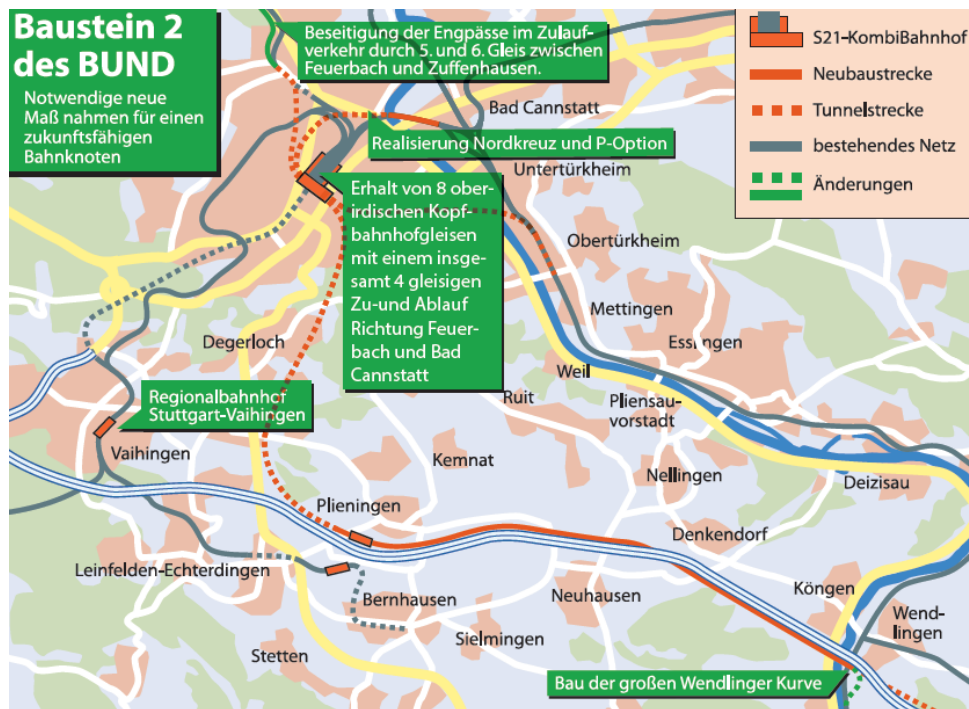 Baustein 2
des BUND
Notwendige neue
Maß nahmen für einen
zukunftsfähigen
Bahnknoten
Beseitigung der Engpässe im Zulauf-
verkehr durch 5. und 6. Gleis zwischen
Feuerbach und Zuffenhausen.
S21-KombiBahnhof
Neubaustrecke
Tunnelstrecke
bestehendes Netz
Änderungen
Bad Cannstatt
Realisierung Nordkreuz und P-Option
Untertürkheim
Erhalt von 8 ober-
irdischen Kopf-
bahnhofgleisen
mit einem insge-
samt 4 gleisigen
Zu-und Ablauf
Richtung Feuer-
bach und Bad
Cannstatt
Obertürkheim
Mettingen
Esslingen
Degerloch
Weil
Ruit
Pliensau-
vorstadt
Regionalbahnhof
Stuttgart-Vaihingen
Vaihingen
Kemnat
Nellingen
Deizisau
Plieningen
Denkendorf
Leinfelden-Echterdingen
Bernhausen
Neuhausen
Köngen
Wend-
lingen
Sielmingen
Stetten
Bau der großen Wendlinger Kurve